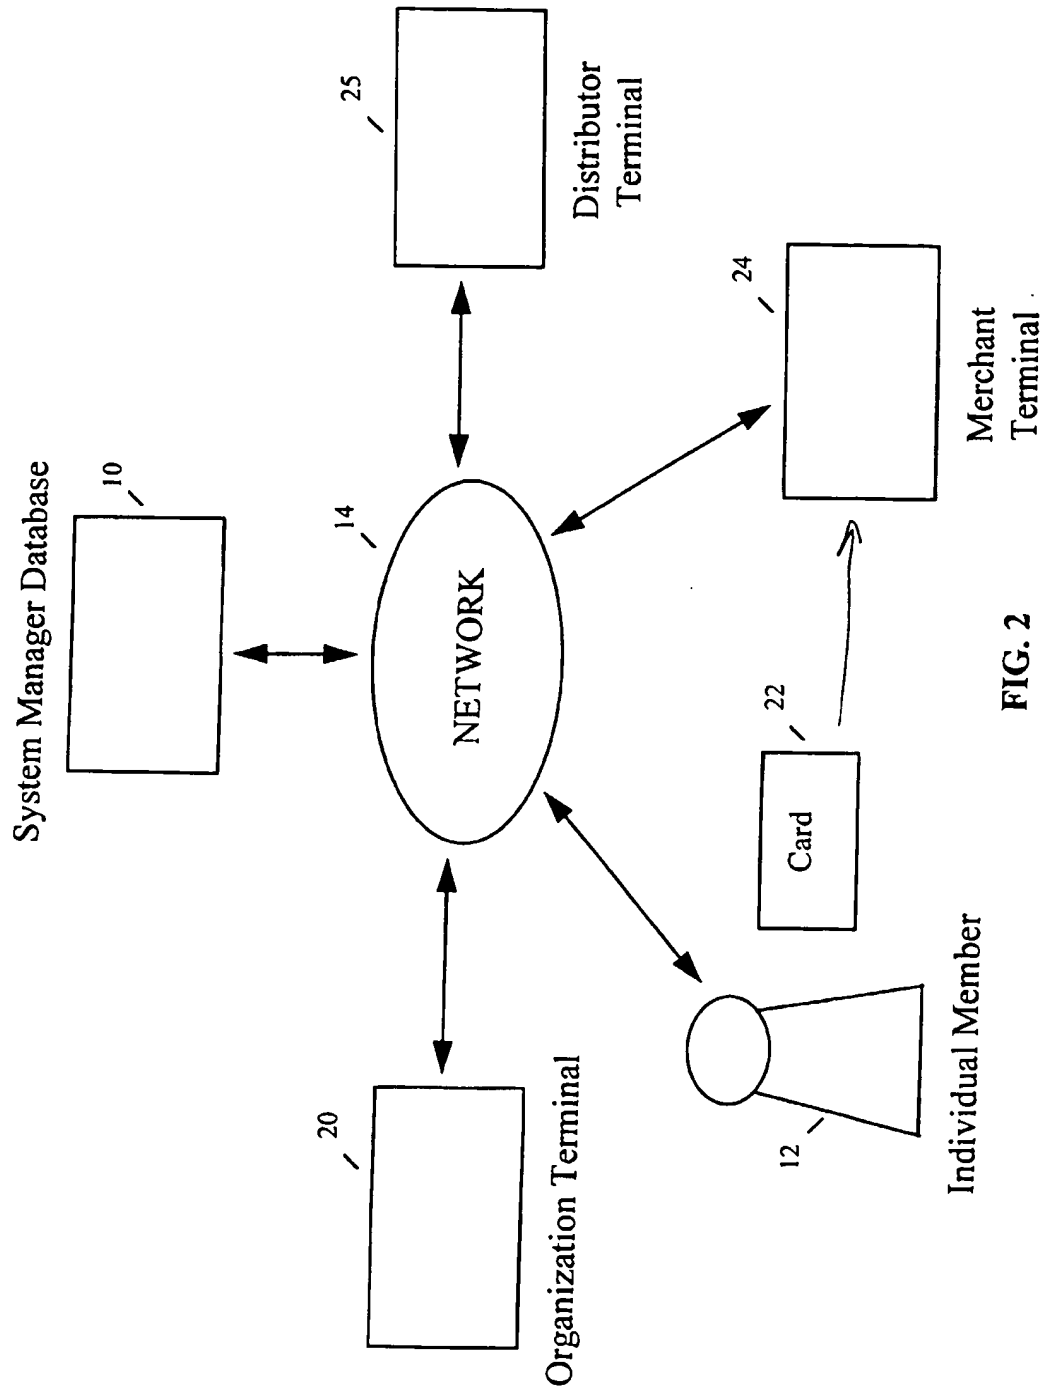 System Manager Database
10
14
NETWORK
20
Organization Terminal
25
Distributor
Terminal
24
Merchant
Terminal
22
Card
12
Individual Member
FIG. 2